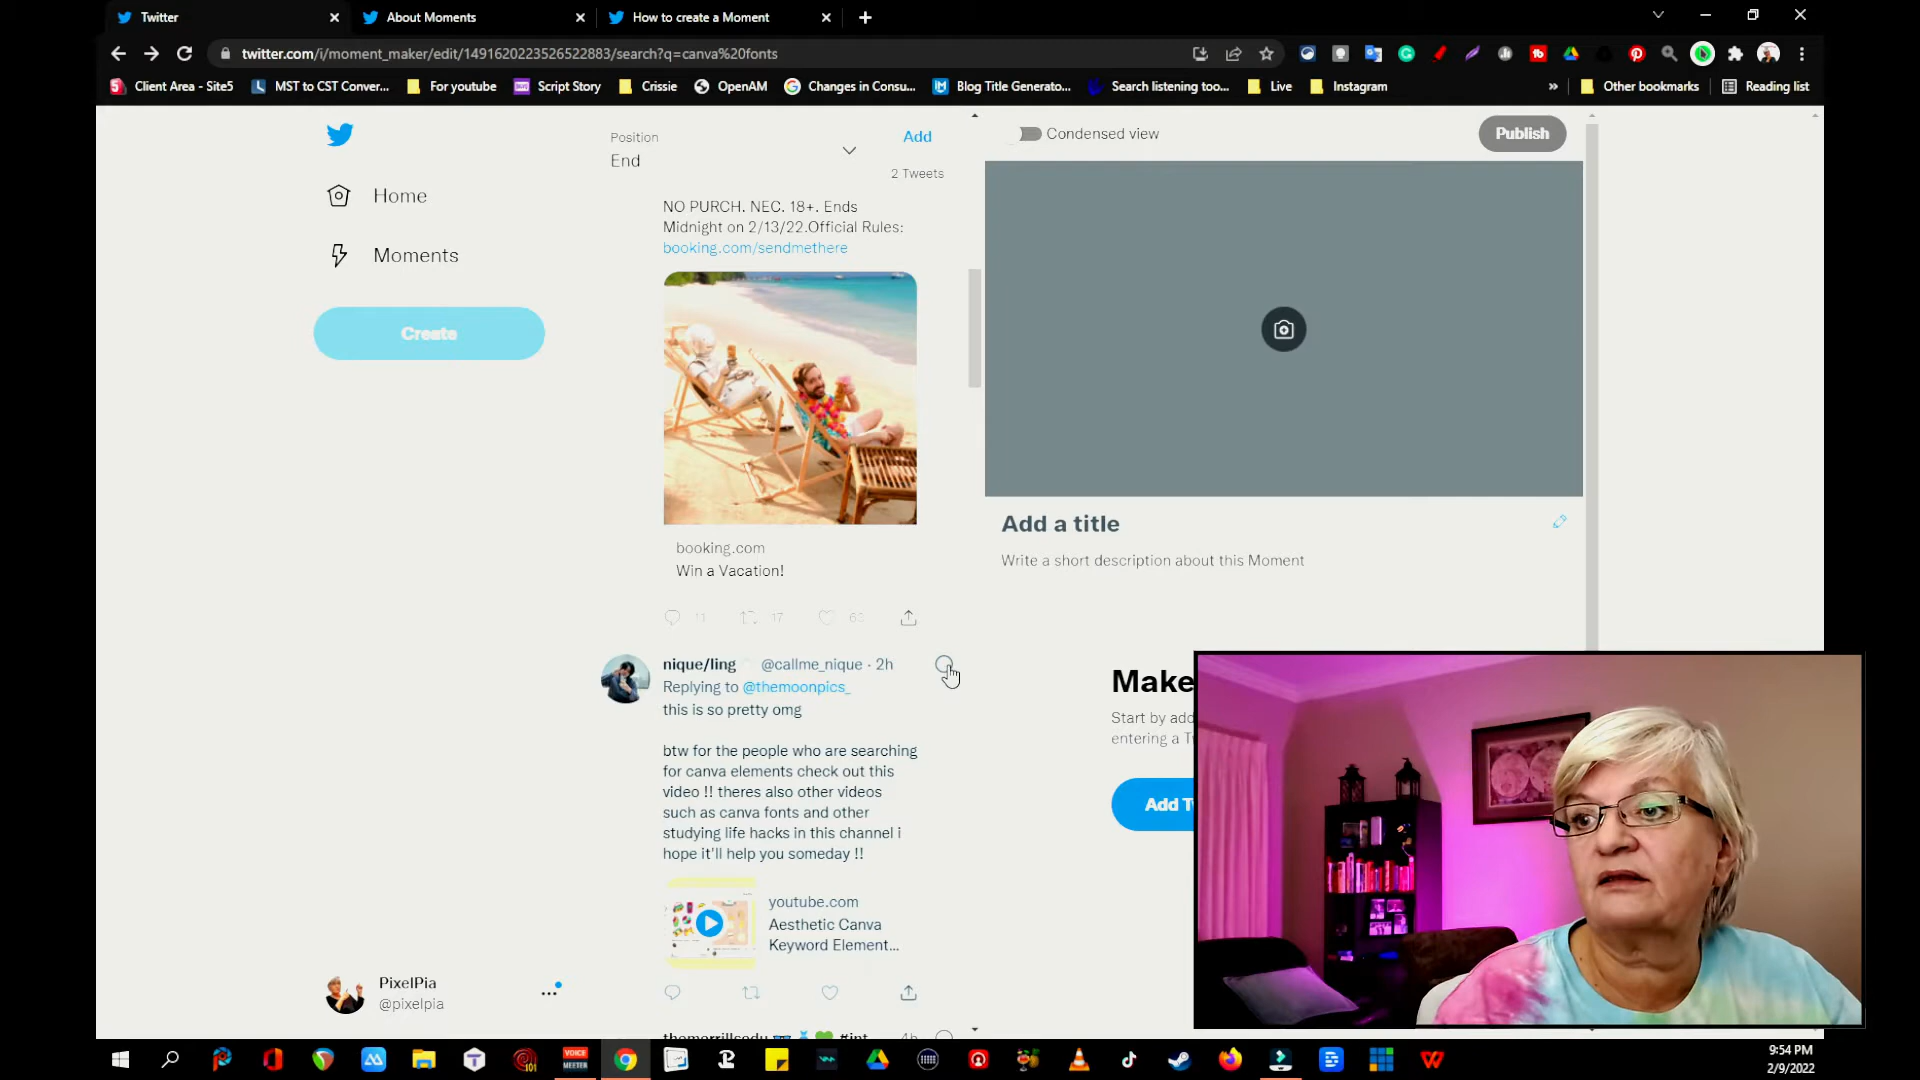 Twitter
About Moments
How to create a Moment
twitter.com/i/moment_maker/edit/1491620223526522883/search?q=canva%20fonts
Client Area - Site5
MST to CST Conver...
For youtube
Script Story
Crissie
OpenAM
Changes in Consu...
Blog Title Generato...
Search listening too...
Live
Instagram
»
Other bookmarks
Reading list
Home
Moments
Create
PixelPia
@pixelpia
Position
End
Add
2 Tweets
NO PURCH. NEC. 18+. Ends
Midnight on 2/13/22.Official Rules:
booking.com/sendmethere
booking.com
Win a Vacation!
11 17 63
nique/ling @callme_nique · 2h
Replying to @themoonpics_
this is so pretty omg
btw for the people who are searching
for canva elements check out this
video !! theres also other videos
such as canva fonts and other
studying life hacks in this channel i
hope it'll help you someday !!
youtube.com
Aesthetic Canva
Keyword Element...
Condensed view
Publish
Add a title
Write a short description about this Moment
Make
Start by add
entering a T
Add T
VOICE
MEETER
9:54 PM
2/9/2022